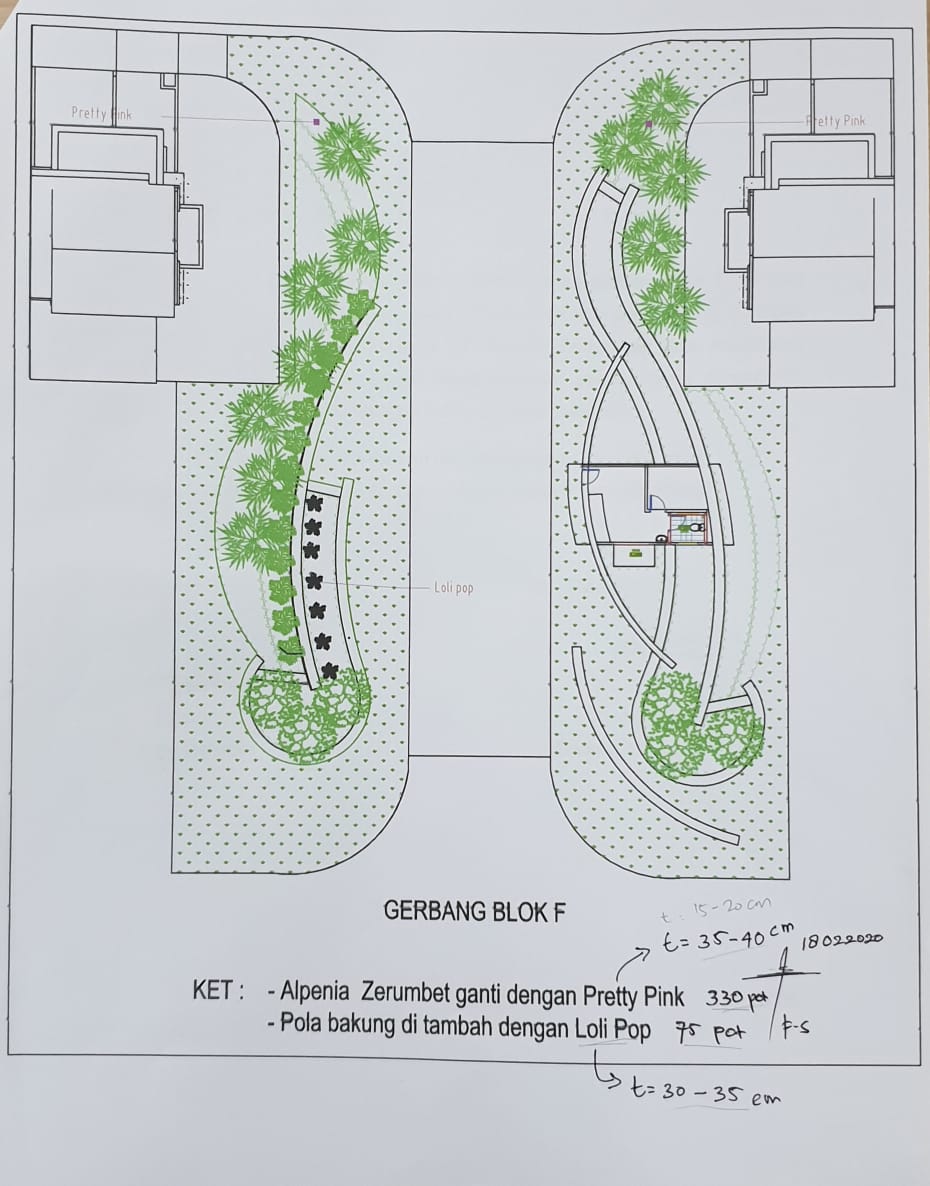 Pretty Pink
Pretty Pink
Loli pop
GERBANG BLOK F
t : 15-20 cm
t = 35-40 cm
18022020
KET : - Alpenia Zerumbet ganti dengan Pretty Pink 330 pot
- Pola bakung di tambah dengan Loli Pop 75 pot
t = 30 - 35 cm